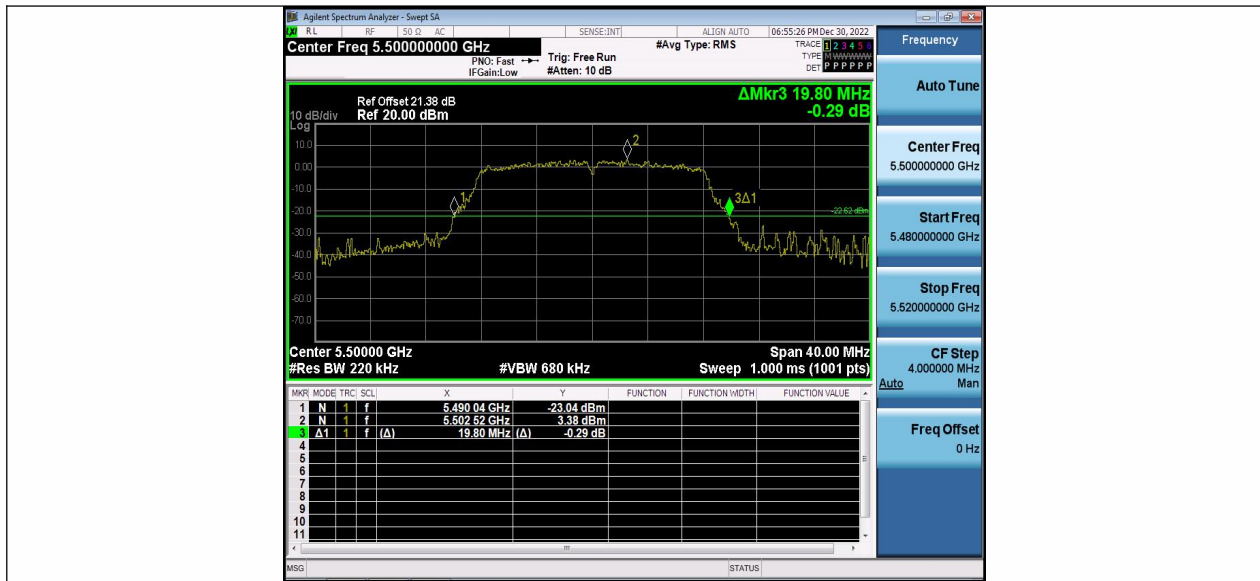 Agilent Spectrum Analyzer - Swept SA
RL RF 50 Ω AC SENSE:INT ALIGN AUTO 06:55:26 PM Dec 30, 2022
Center Freq 5.500000000 GHz #Avg Type: RMS TRACE 1 2 3 4 5 6
PNO: Fast Trig: Free Run TYPE M W W W W W
IFGain:Low #Atten: 10 dB DET P P P P P P
Frequency
Auto Tune
ΔMkr3 19.80 MHz
-0.29 dB
Ref Offset 21.38 dB
10 dB/div Ref 20.00 dBm
Log
10.0
0.00
-10.0
-20.0
-30.0
-40.0
-50.0
-60.0
-70.0
1
2
3Δ1
-22.62 dBm
Center 5.50000 GHz Span 40.00 MHz
#Res BW 220 kHz #VBW 680 kHz Sweep 1.000 ms (1001 pts)
Center Freq
5.500000000 GHz
Start Freq
5.480000000 GHz
Stop Freq
5.520000000 GHz
CF Step
4.000000 MHz
Auto Man
Freq Offset
0 Hz
MKR MODE TRC SCL X Y FUNCTION FUNCTION WIDTH FUNCTION VALUE
1 N 1 f 5.490 04 GHz -23.04 dBm
2 N 1 f 5.502 52 GHz 3.38 dBm
3 Δ1 1 f (Δ) 19.80 MHz (Δ) -0.29 dB
4
5
6
7
8
9
10
11
MSG STATUS